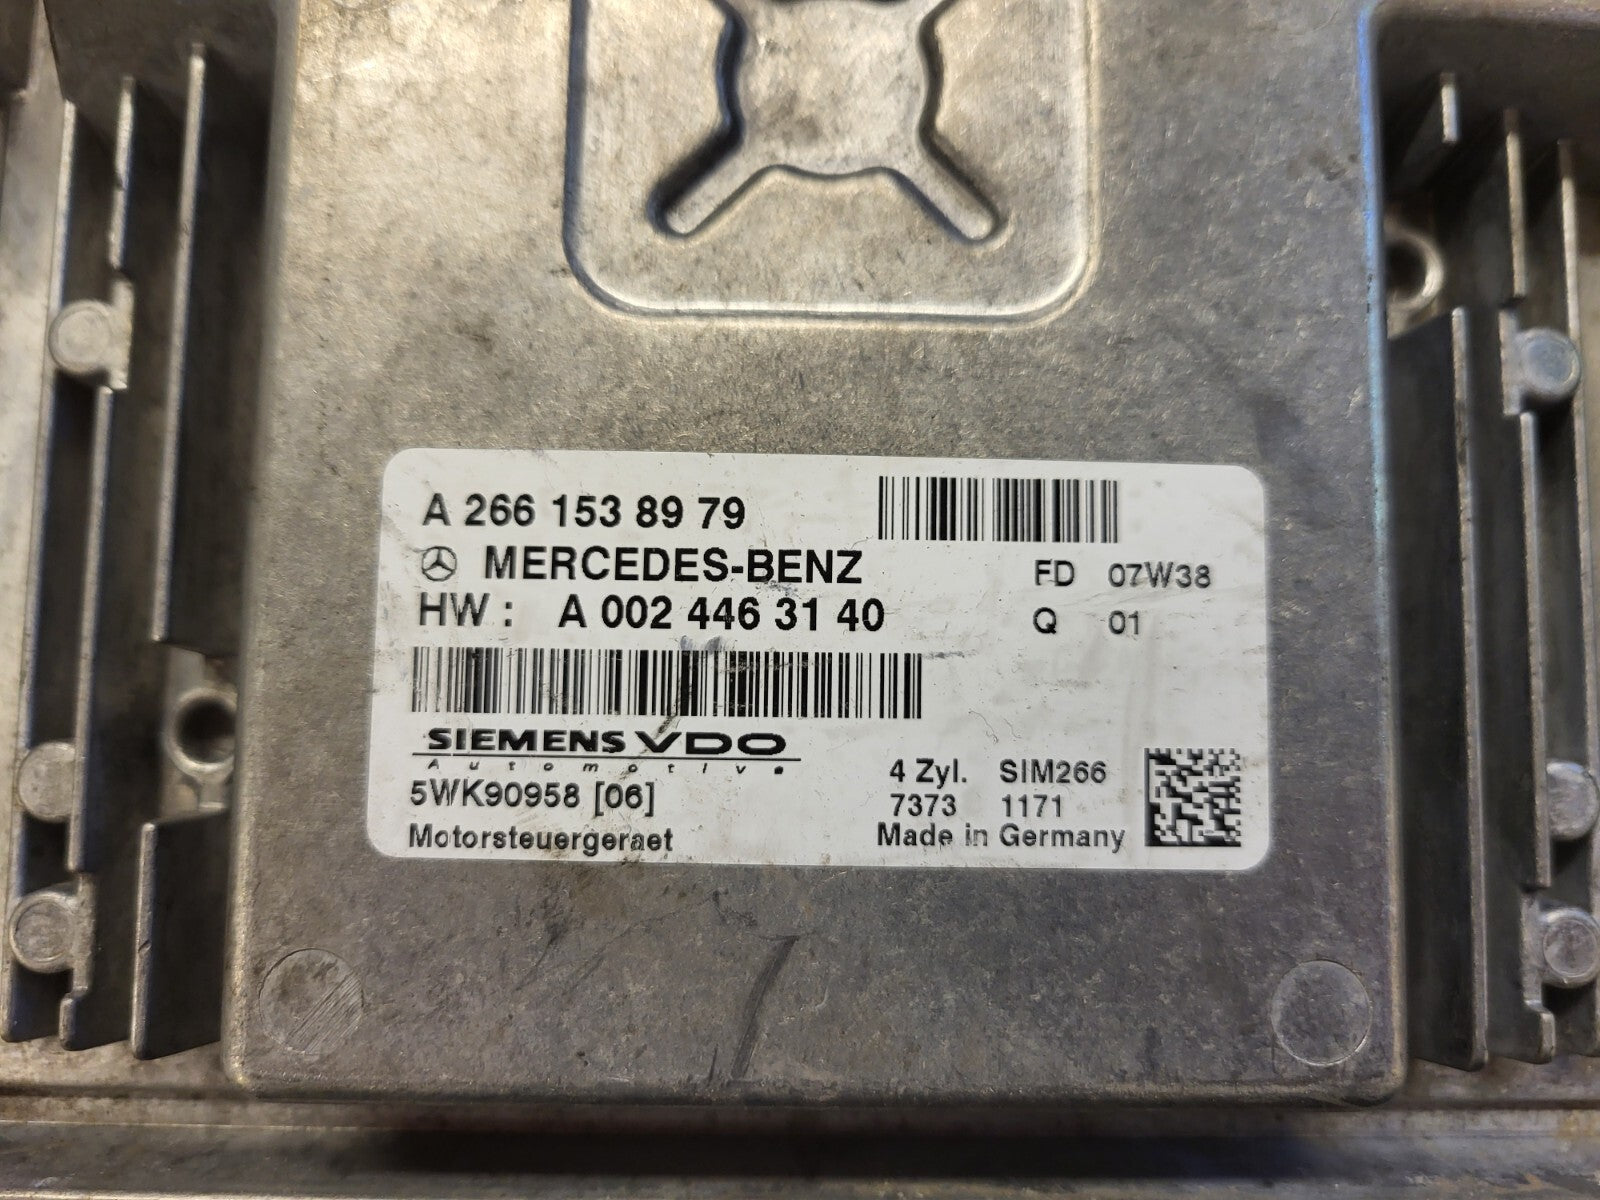 A 266 153 89 79
MERCEDES-BENZ
FD 07W38
HW : A 002 446 31 40
Q 01
SIEMENS VDO
Automotive
5WK90958 [06]
4 Zyl. SIM266
7373 1171
Motorsteuergeraet
Made in Germany